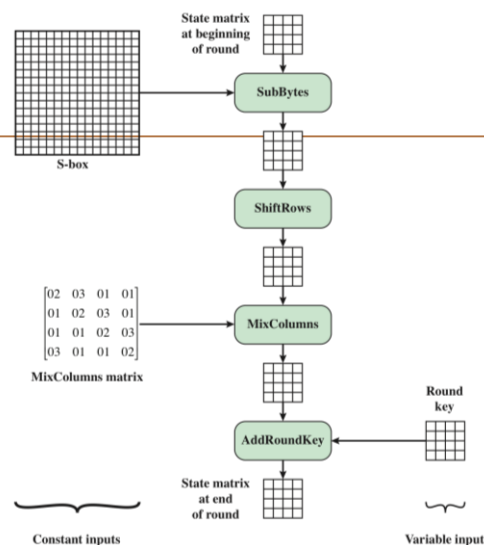 State matrix
at beginning
of round
SubBytes
S-box
ShiftRows
02 03 01 01
01 02 03 01
01 01 02 03
03 01 01 02
MixColumns
MixColumns matrix
Round
key
AddRoundKey
State matrix
at end
of round
Constant inputs
Variable input